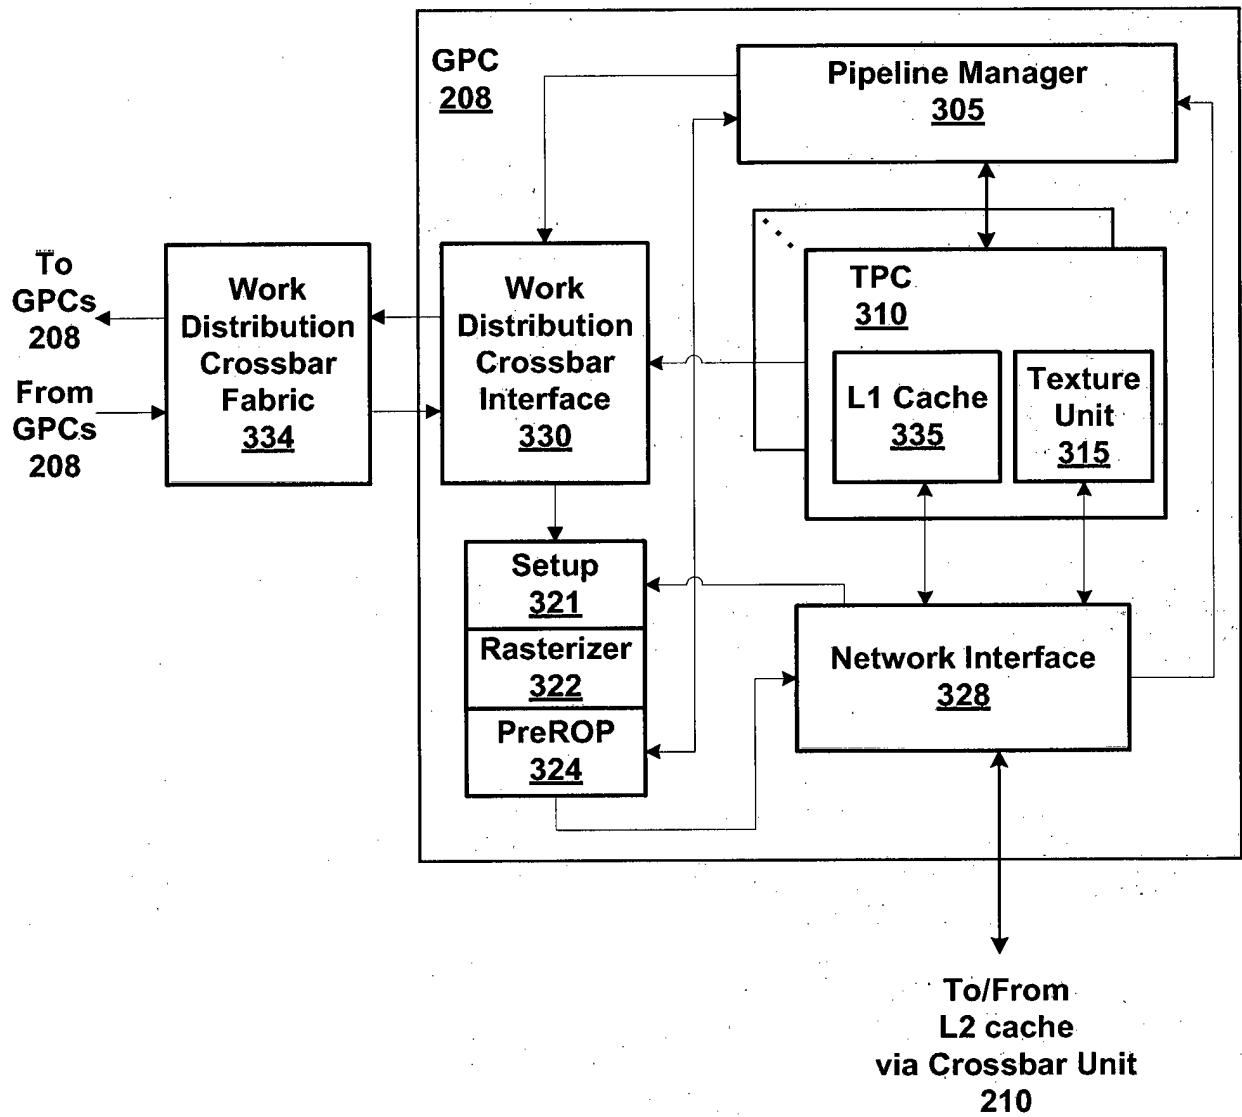 GPC
208
Pipeline Manager
305
To
GPCs
208
From
GPCs
208
Work
Distribution
Crossbar
Fabric
334
Work
Distribution
Crossbar
Interface
330
TPC
310
L1 Cache
335
Texture
Unit
315
Setup
321
Rasterizer
322
PreROP
324
Network Interface
328
To/From
L2 cache
via Crossbar Unit
210